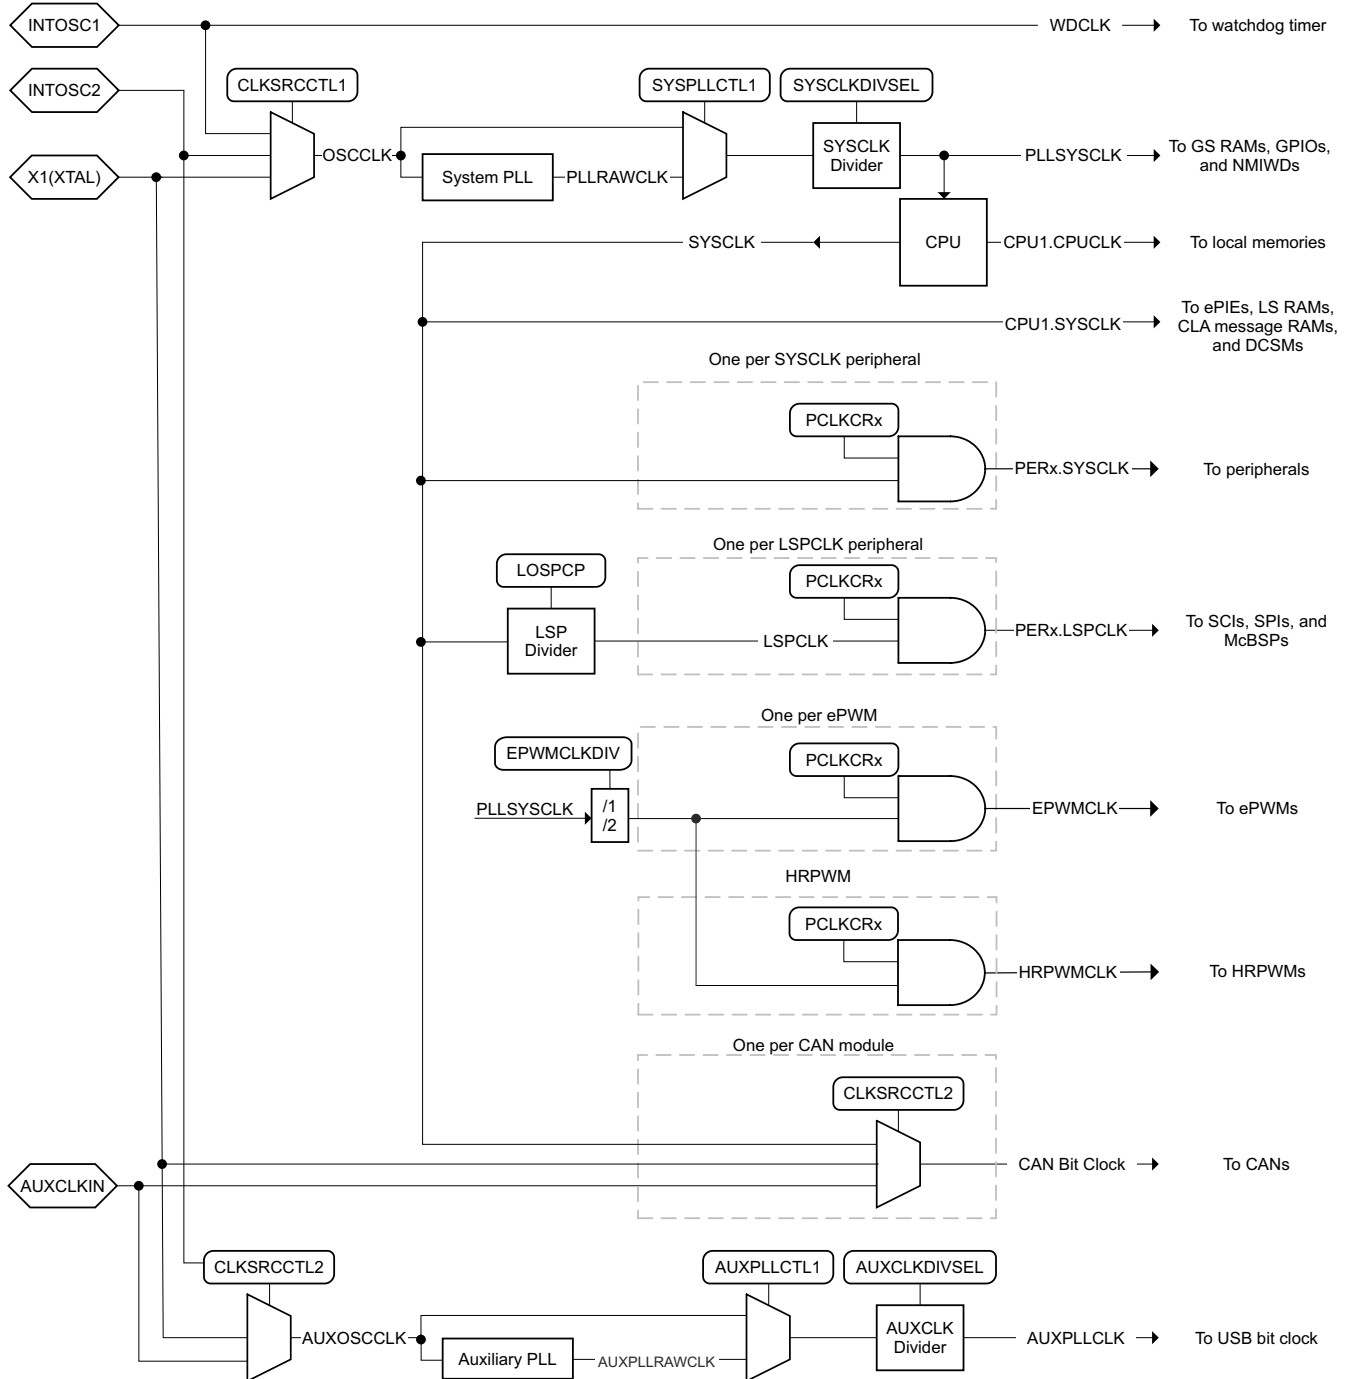 INTOSC1
WDCLK
To watchdog timer
INTOSC2
CLKSRCCTL1
SYSPLLCTL1
SYSCLKDIVSEL
X1(XTAL)
OSCCLK
System PLL
PLLRAWCLK
SYSCLK
Divider
PLLSYSCLK
To GS RAMs, GPIOs,
and NMIWDs
SYSCLK
CPU
CPU1.CPUCLK
To local memories
CPU1.SYSCLK
To ePIEs, LS RAMs,
CLA message RAMs,
and DCSMs
One per SYSCLK peripheral
PCLKCRx
PERx.SYSCLK
To peripherals
One per LSPCLK peripheral
LOSPCP
PCLKCRx
LSP
Divider
LSPCLK
PERx.LSPCLK
To SCIs, SPIs, and
McBSPs
One per ePWM
EPWMCLKDIV
PCLKCRx
PLLSYSCLK
/1
/2
EPWMCLK
To ePWMs
HRPWM
PCLKCRx
HRPWMCLK
To HRPWMs
One per CAN module
CLKSRCCTL2
CAN Bit Clock
To CANs
AUXCLKIN
CLKSRCCTL2
AUXPLLCTL1
AUXCLKDIVSEL
AUXOSCCLK
Auxiliary PLL
AUXPLLRAWCLK
AUXCLK
Divider
AUXPLLCLK
To USB bit clock